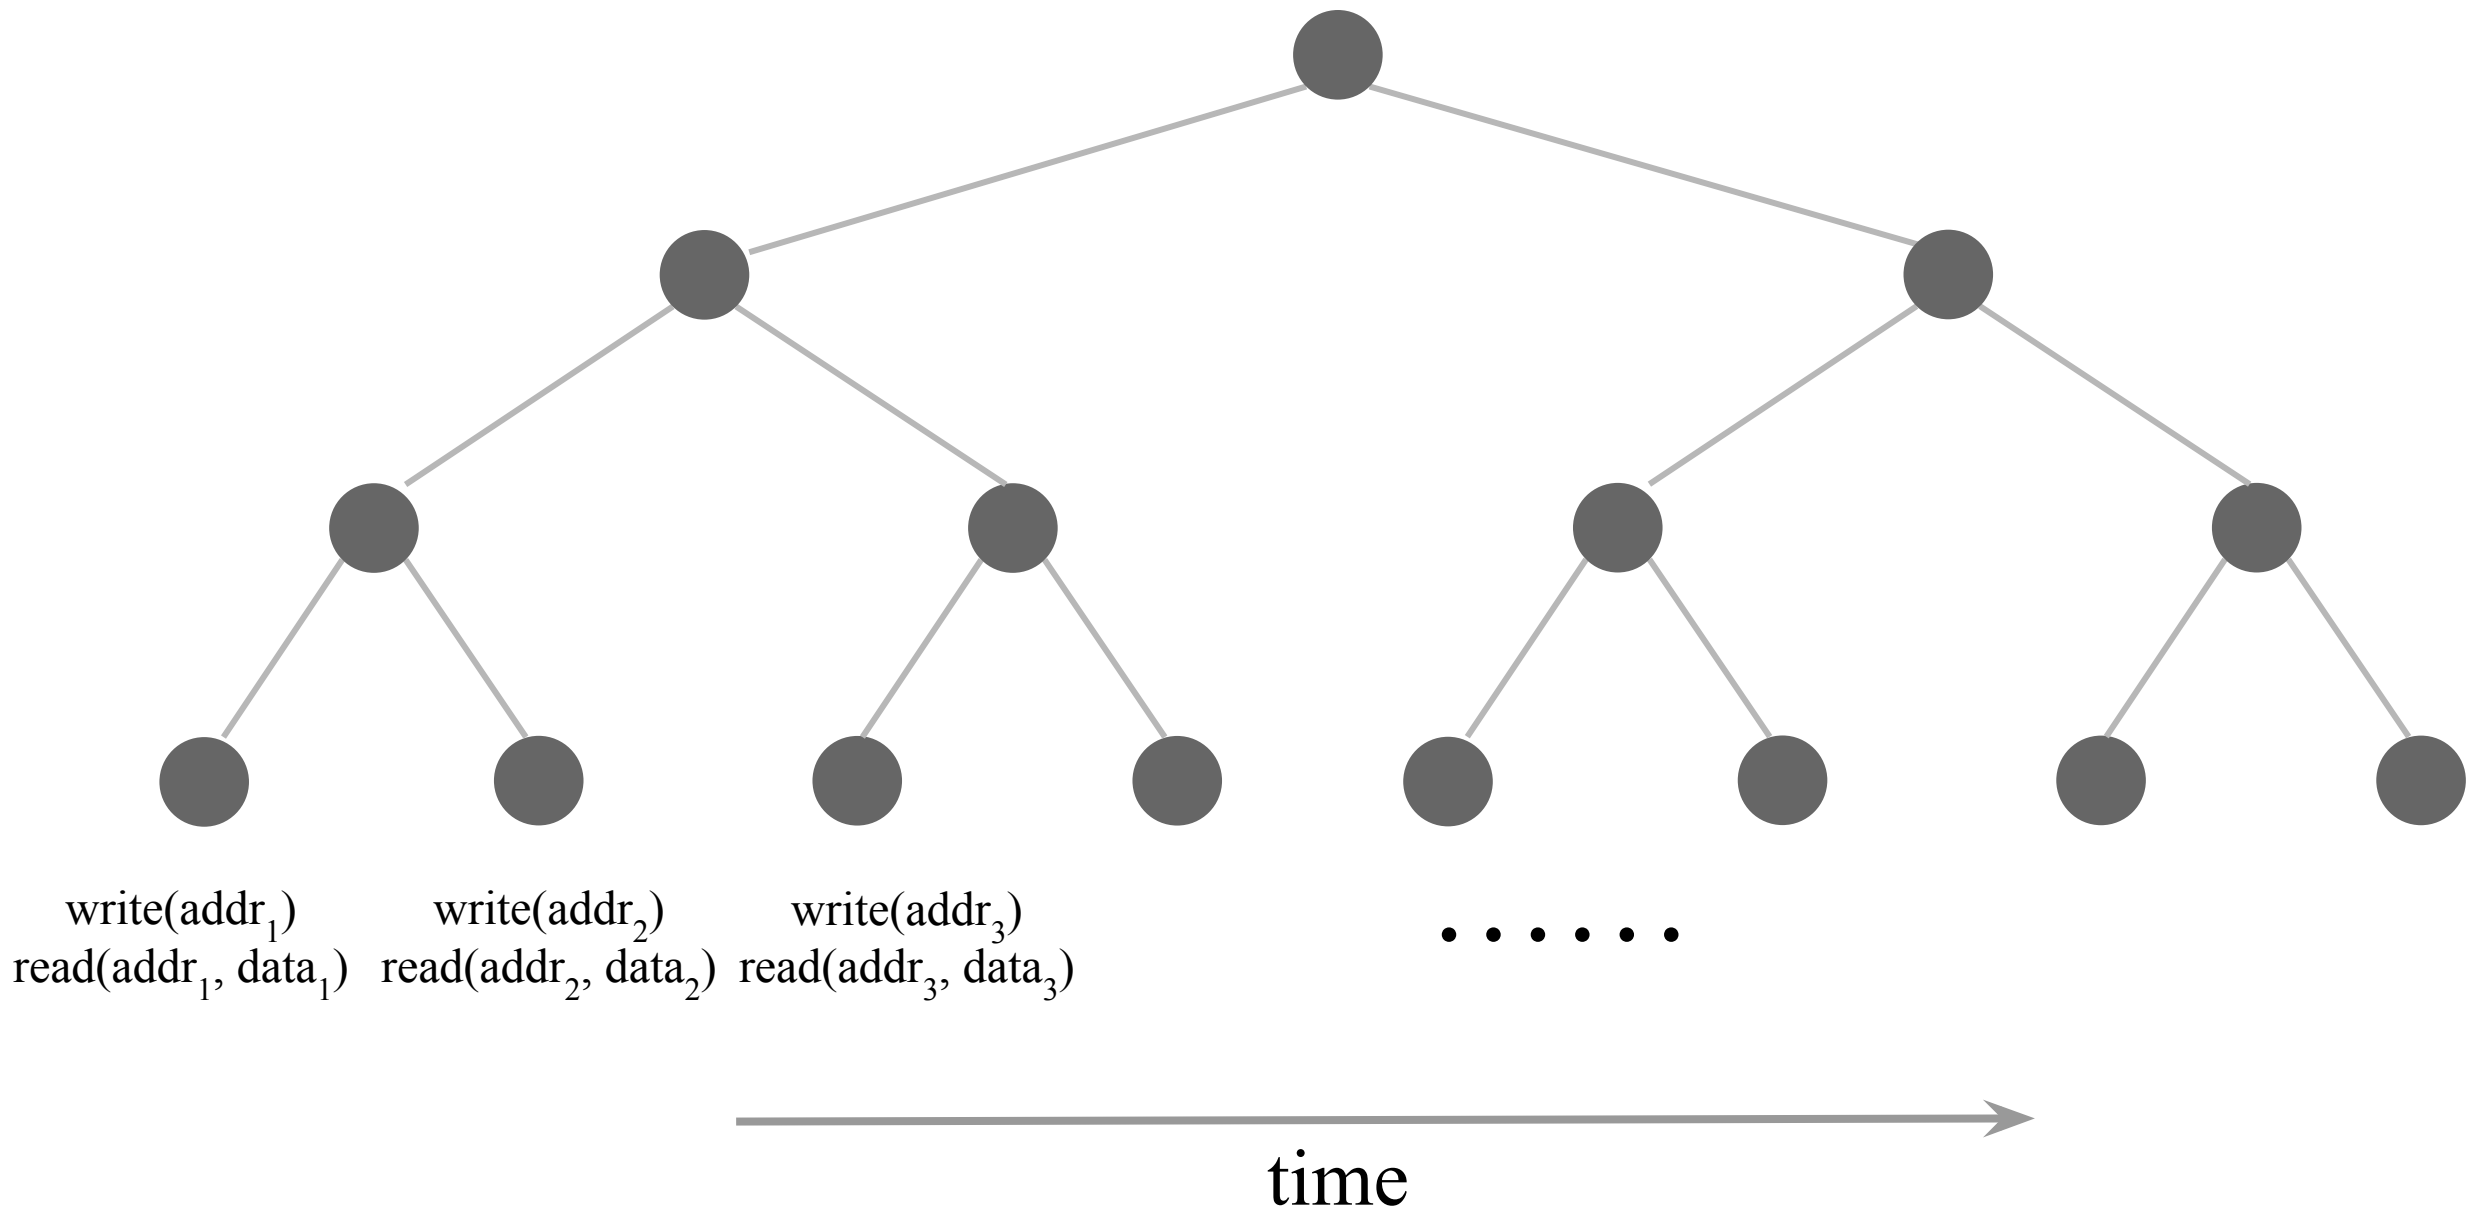 write(addr₁) write(addr₂) write(addr₃)
read(addr₁, data₁) read(addr₂, data₂) read(addr₃, data₃)
......
time